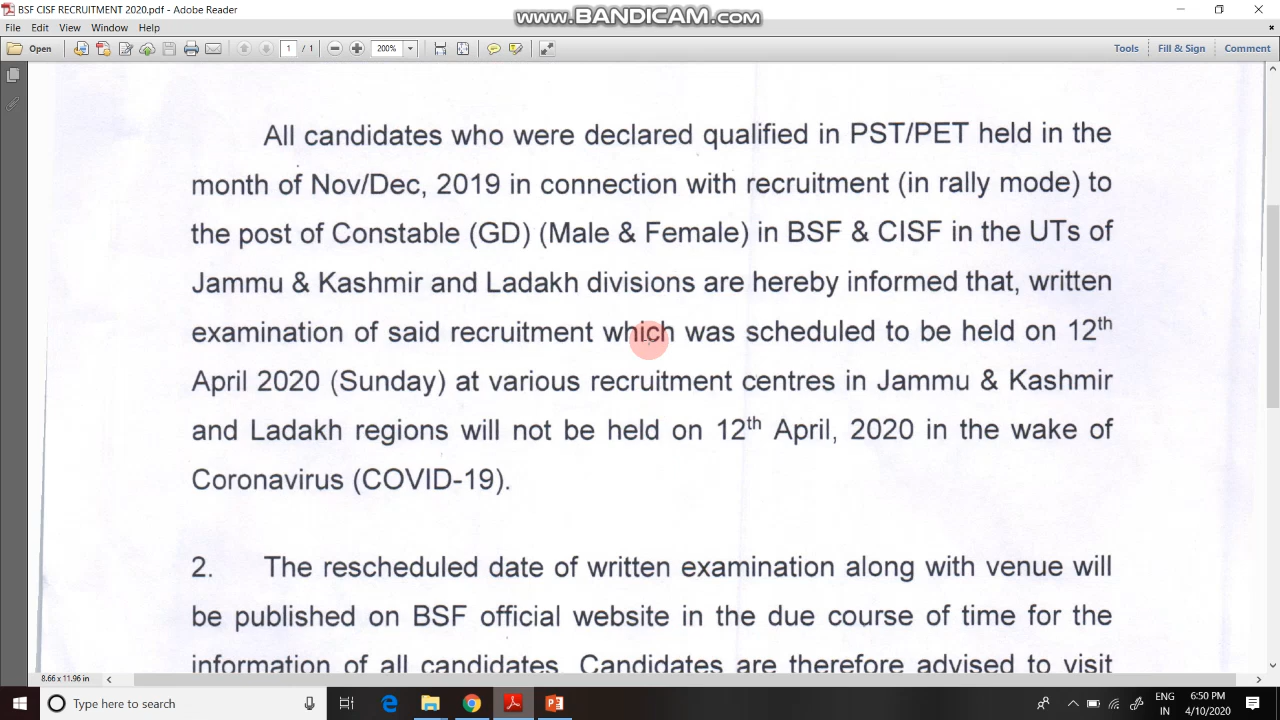 BSF CISF RECRUITMENT 2020.pdf - Adobe Reader
www.BANDICAM.com
File Edit View Window Help
Open 1 / 1 200% Tools Fill & Sign Comment
All candidates who were declared qualified in PST/PET held in the
month of Nov/Dec, 2019 in connection with recruitment (in rally mode) to
the post of Constable (GD) (Male & Female) in BSF & CISF in the UTs of
Jammu & Kashmir and Ladakh divisions are hereby informed that, written
examination of said recruitment which was scheduled to be held on 12th
April 2020 (Sunday) at various recruitment centres in Jammu & Kashmir
and Ladakh regions will not be held on 12th April, 2020 in the wake of
Coronavirus (COVID-19).
2. The rescheduled date of written examination along with venue will
be published on BSF official website in the due course of time for the
information of all candidates. Candidates are therefore advised to visit
8.66 x 11.96 in
Type here to search
ENG 6:50 PM
IN 4/10/2020